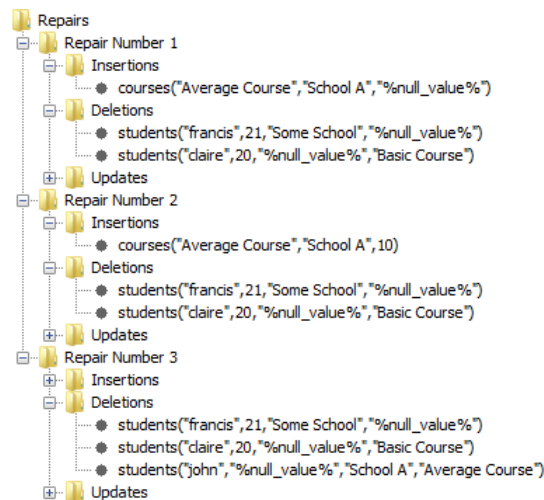 Repairs
Repair Number 1
Insertions
courses("Average Course","School A","%null_value%")
Deletions
students("francis",21,"Some School","%null_value%")
students("claire",20,"%null_value%","Basic Course")
Updates
Repair Number 2
Insertions
courses("Average Course","School A",10)
Deletions
students("francis",21,"Some School","%null_value%")
students("claire",20,"%null_value%","Basic Course")
Updates
Repair Number 3
Insertions
Deletions
students("francis",21,"Some School","%null_value%")
students("claire",20,"%null_value%","Basic Course")
students("john","%null_value%","School A","Average Course")
Updates